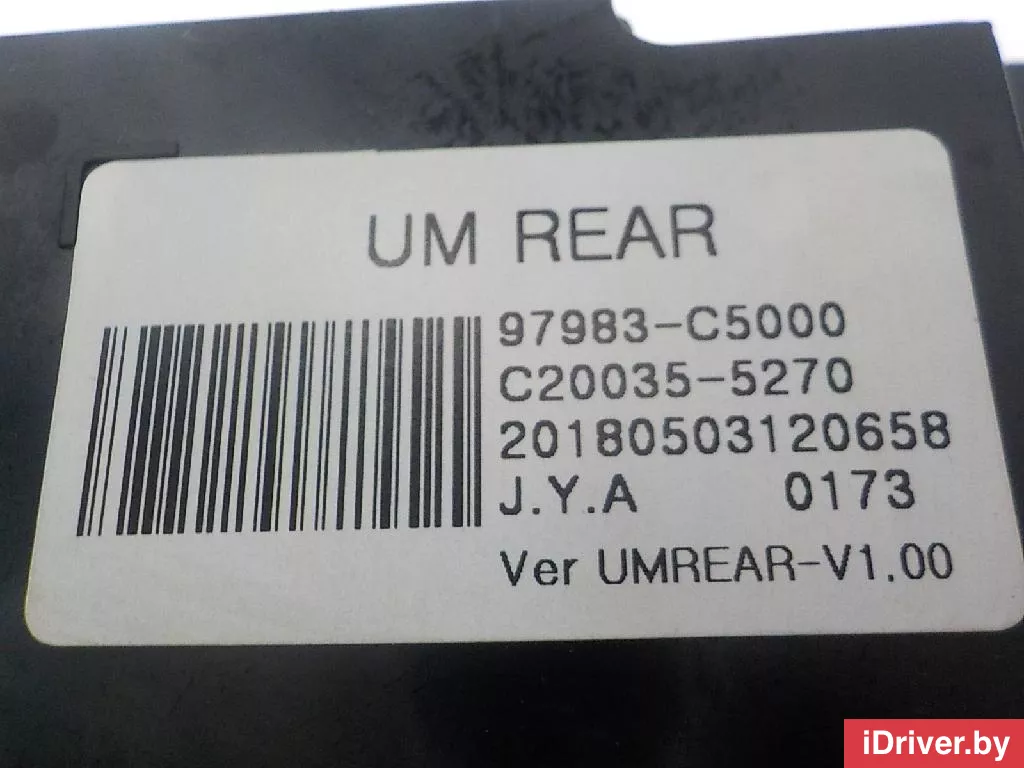 UM REAR
97983-C5000
C20035-5270
20180503120658
J.Y.A 0173
Ver UMREAR-V1.00
iDriver.by